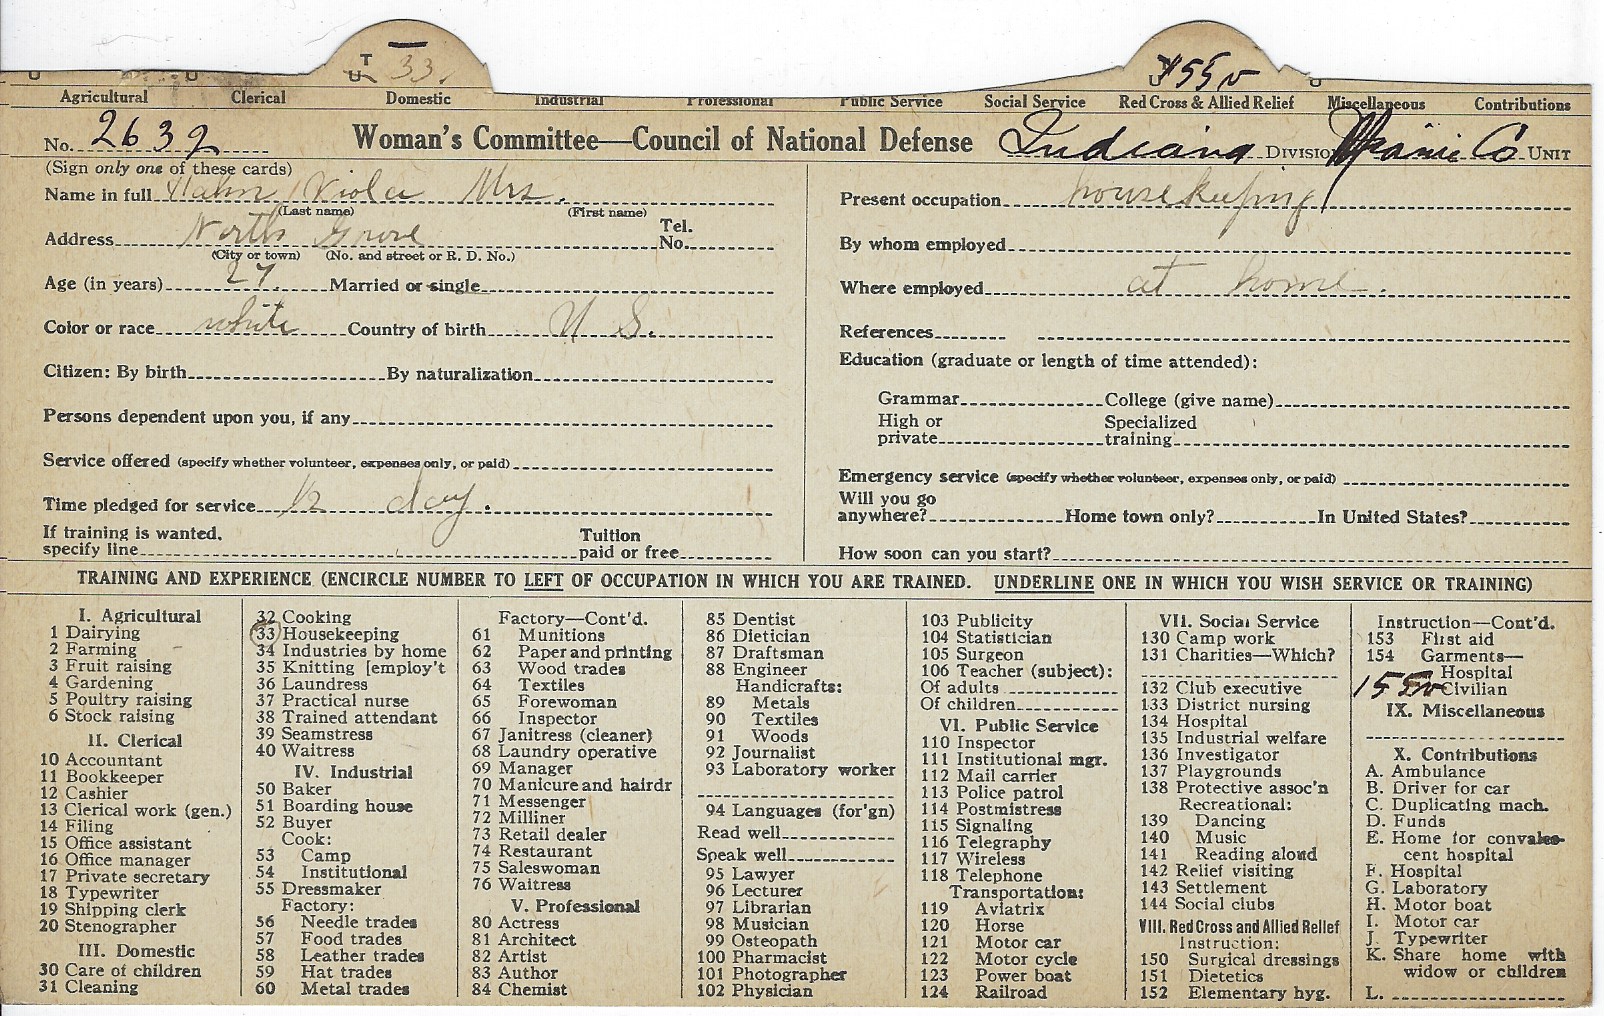 T
U 33.
Y55v
Agricultural Clerical Domestic Industrial Professional Public Service Social Service Red Cross & Allied Relief Miscellaneous Contributions
No. 2639 Woman's Committee—Council of National Defense Indiana Division Miami Co Unit
(Sign only one of these cards)
Name in full Hahn Viola Mrs.
(Last name) (First name)
Address North Grove Tel. No.
(City or town) (No. and street or R. D. No.)
Age (in years) 27. Married or single
Color or race white Country of birth U S.
Citizen: By birth By naturalization
Persons dependent upon you, if any
Service offered (specify whether volunteer, expenses only, or paid)
Time pledged for service 1/2 day.
If training is wanted, specify line Tuition paid or free
Present occupation housekeeping
By whom employed
Where employed at home.
References
Education (graduate or length of time attended):
Grammar College (give name)
High or private Specialized training
Emergency service (specify whether volunteer, expenses only, or paid)
Will you go anywhere? Home town only? In United States?
How soon can you start?
TRAINING AND EXPERIENCE (ENCIRCLE NUMBER TO LEFT OF OCCUPATION IN WHICH YOU ARE TRAINED. UNDERLINE ONE IN WHICH YOU WISH SERVICE OR TRAINING)
I. Agricultural
1 Dairying
2 Farming
3 Fruit raising
4 Gardening
5 Poultry raising
6 Stock raising
II. Clerical
10 Accountant
11 Bookkeeper
12 Cashier
13 Clerical work (gen.)
14 Filing
15 Office assistant
16 Office manager
17 Private secretary
18 Typewriter
19 Shipping clerk
20 Stenographer
III. Domestic
30 Care of children
31 Cleaning
32 Cooking
33 Housekeeping
34 Industries by home
35 Knitting [employ't
36 Laundress
37 Practical nurse
38 Trained attendant
39 Seamstress
40 Waitress
IV. Industrial
50 Baker
51 Boarding house
52 Buyer
Cook:
53 Camp
54 Institutional
55 Dressmaker
Factory:
56 Needle trades
57 Food trades
58 Leather trades
59 Hat trades
60 Metal trades
Factory—Cont'd.
61 Munitions
62 Paper and printing
63 Wood trades
64 Textiles
65 Forewoman
66 Inspector
67 Janitress (cleaner)
68 Laundry operative
69 Manager
70 Manicure and hairdr
71 Messenger
72 Milliner
73 Retail dealer
74 Restaurant
75 Saleswoman
76 Waitress
V. Professional
80 Actress
81 Architect
82 Artist
83 Author
84 Chemist
85 Dentist
86 Dietician
87 Draftsman
88 Engineer
Handicrafts:
89 Metals
90 Textiles
91 Woods
92 Journalist
93 Laboratory worker
94 Languages (for'gn)
Read well
Speak well
95 Lawyer
96 Lecturer
97 Librarian
98 Musician
99 Osteopath
100 Pharmacist
101 Photographer
102 Physician
103 Publicity
104 Statistician
105 Surgeon
106 Teacher (subject):
Of adults
Of children
VI. Public Service
110 Inspector
111 Institutional mgr.
112 Mail carrier
113 Police patrol
114 Postmistress
115 Signaling
116 Telegraphy
117 Wireless
118 Telephone
Transportation:
119 Aviatrix
120 Horse
121 Motor car
122 Motor cycle
123 Power boat
124 Railroad
VII. Social Service
130 Camp work
131 Charities—Which?
132 Club executive
133 District nursing
134 Hospital
135 Industrial welfare
136 Investigator
137 Playgrounds
138 Protective assoc'n
Recreational:
139 Dancing
140 Music
141 Reading aloud
142 Relief visiting
143 Settlement
144 Social clubs
VIII. Red Cross and Allied Relief
Instruction:
150 Surgical dressings
151 Dietetics
152 Elementary hyg.
Instruction—Cont'd.
153 First aid
154 Garments—
Hospital
155v Civilian
IX. Miscellaneous
X. Contributions
A. Ambulance
B. Driver for car
C. Duplicating mach.
D. Funds
E. Home for convales-
cent hospital
F. Hospital
G. Laboratory
H. Motor boat
I. Motor car
J. Typewriter
K. Share home with
widow or children
L.